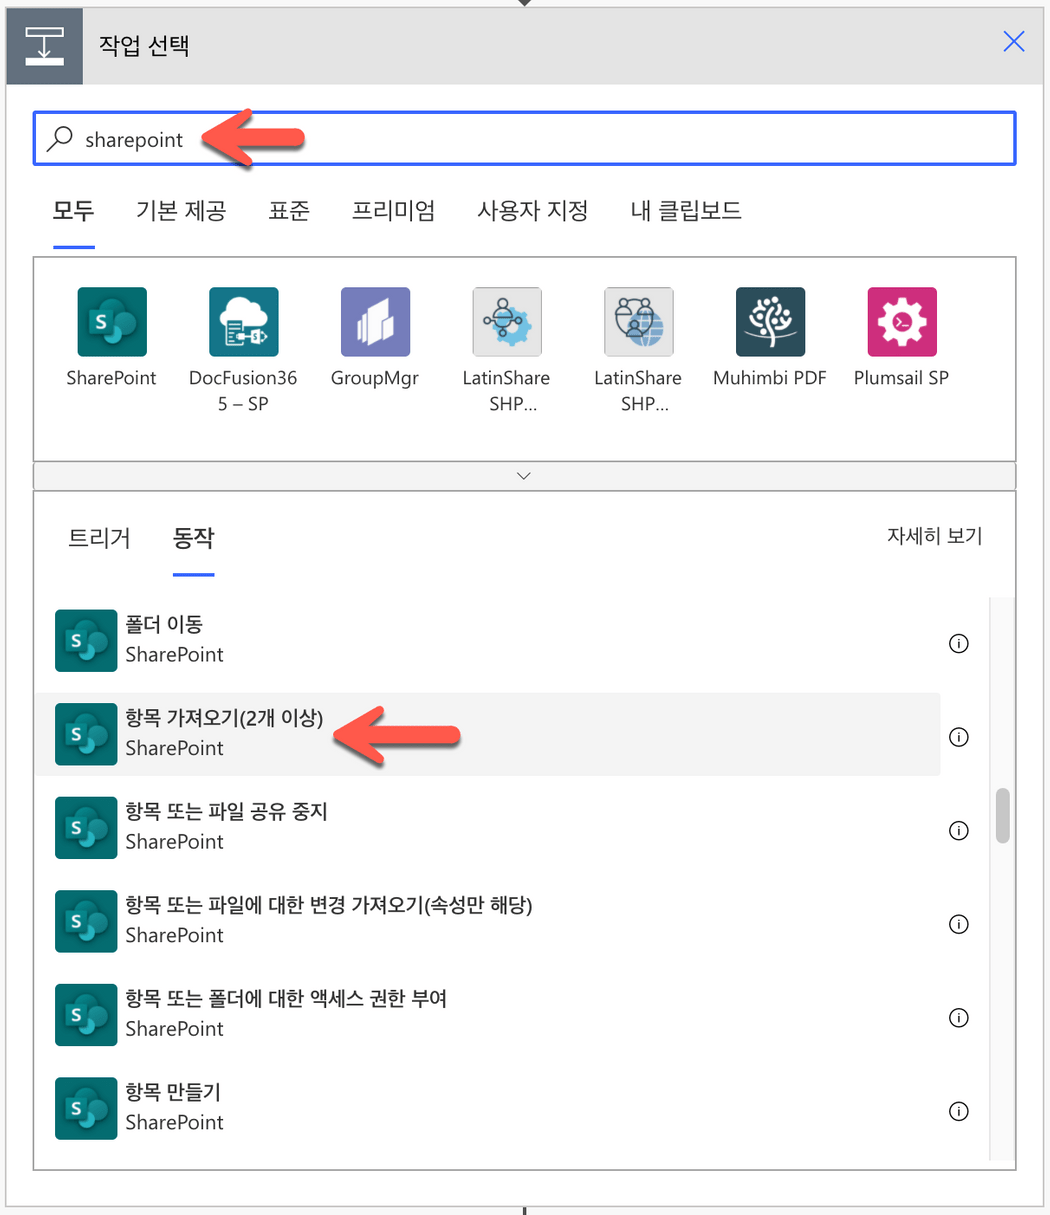 작업 선택
sharepoint
모두 기본 제공 표준 프리미엄 사용자 지정 내 클립보드
SharePoint DocFusion36 GroupMgr LatinShare LatinShare Muhimbi PDF Plumsail SP
5 – SP SHP... SHP...
트리거 동작 자세히 보기
폴더 이동
SharePoint
항목 가져오기(2개 이상)
SharePoint
항목 또는 파일 공유 중지
SharePoint
항목 또는 파일에 대한 변경 가져오기(속성만 해당)
SharePoint
항목 또는 폴더에 대한 액세스 권한 부여
SharePoint
항목 만들기
SharePoint